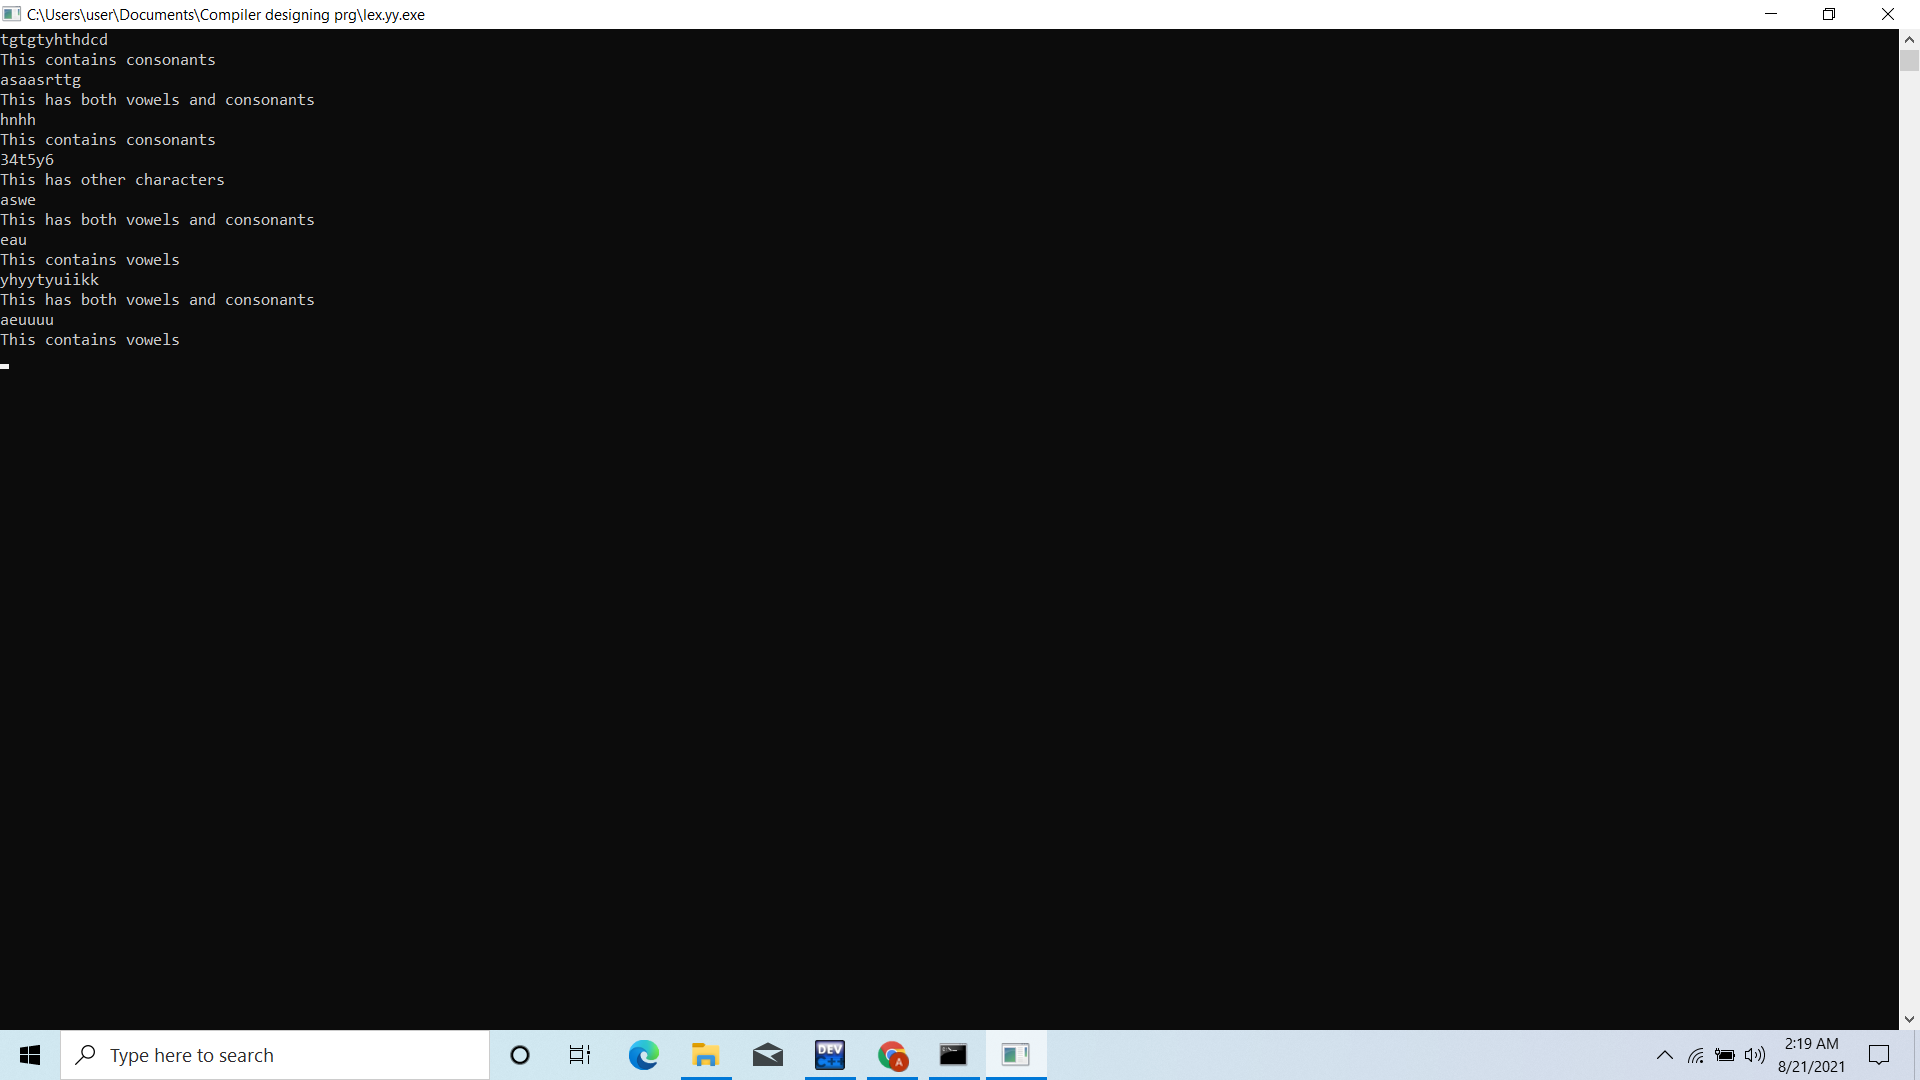 C:\Users\user\Documents\Compiler designing prg\lex.yy.exe
tgtgtyhthdcd
This contains consonants
asaasrttg
This has both vowels and consonants
hnhh
This contains consonants
34t5y6
This has other characters
aswe
This has both vowels and consonants
eau
This contains vowels
yhyytyuiikk
This has both vowels and consonants
aeuuuu
This contains vowels
Type here to search
DEV
A
2:19 AM
8/21/2021